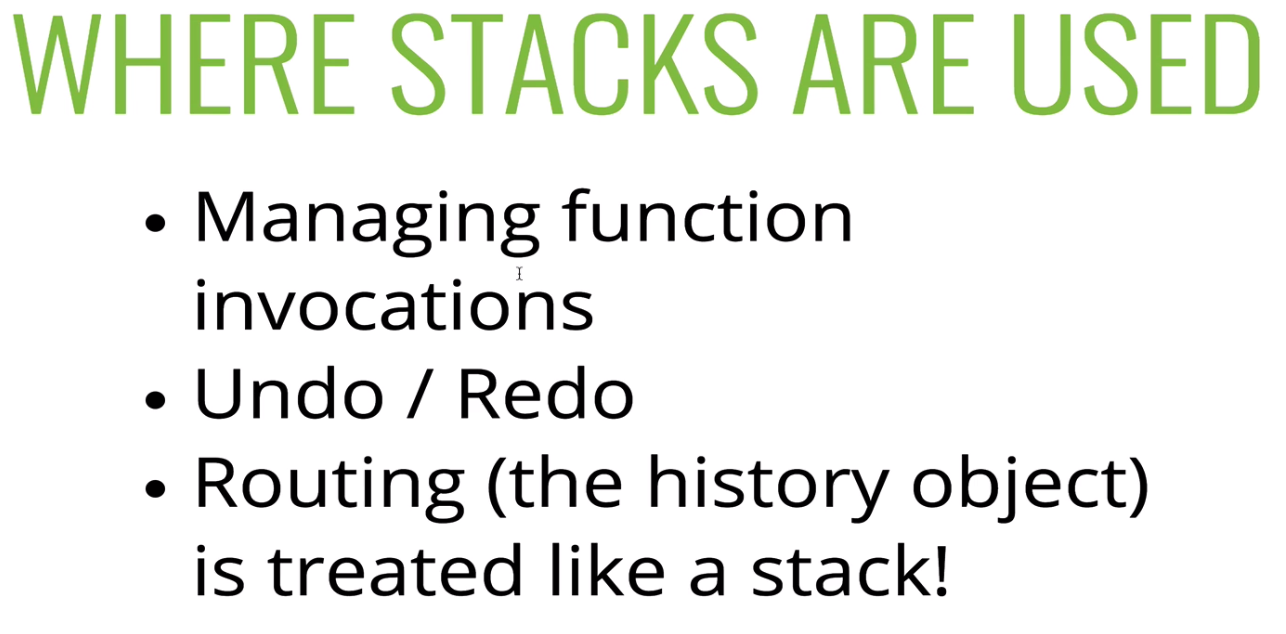 WHERE STACKS ARE USED
• Managing function
invocations
• Undo / Redo
• Routing (the history object)
is treated like a stack!